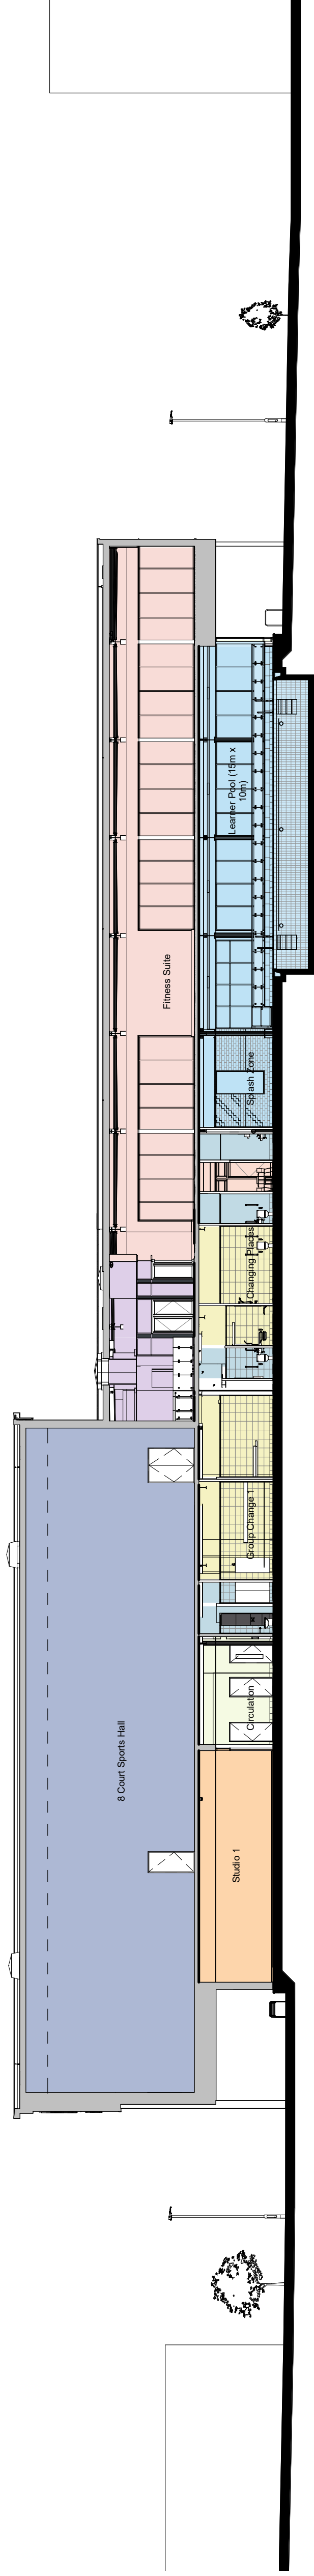 8 Court Sports Hall
Fitness Suite
Studio 1
Circulation
Group Change 1
Changing Places
Splash Zone
Learner Pool (15m x
10m)